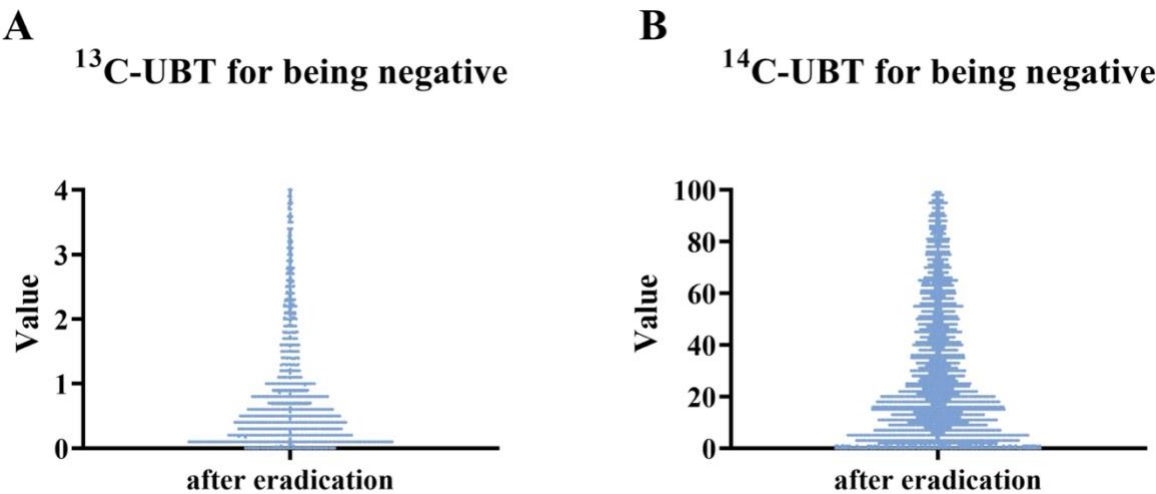 A
¹³C-UBT for being negative
4
3
2
1
0
Value
after eradication
B
¹⁴C-UBT for being negative
100
80
60
40
20
0
Value
after eradication